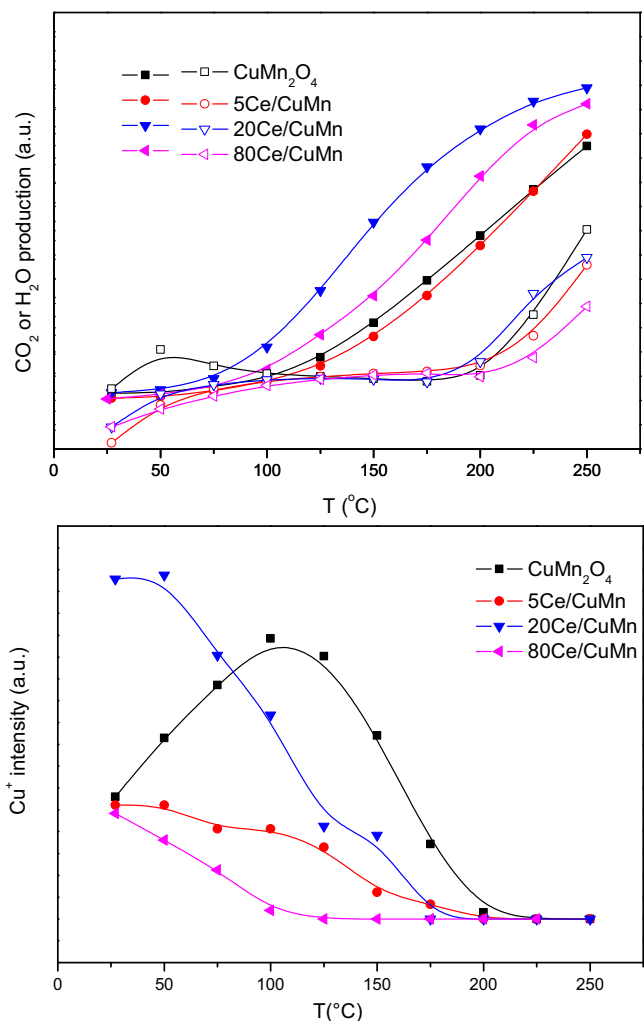 CuMn₂O₄
5Ce/CuMn
20Ce/CuMn
80Ce/CuMn
CO₂ or H₂O production (a.u.)
0 50 100 150 200 250
T (°C)
CuMn₂O₄
5Ce/CuMn
20Ce/CuMn
80Ce/CuMn
Cu⁺ intensity (a.u.)
0 50 100 150 200 250
T(°C)